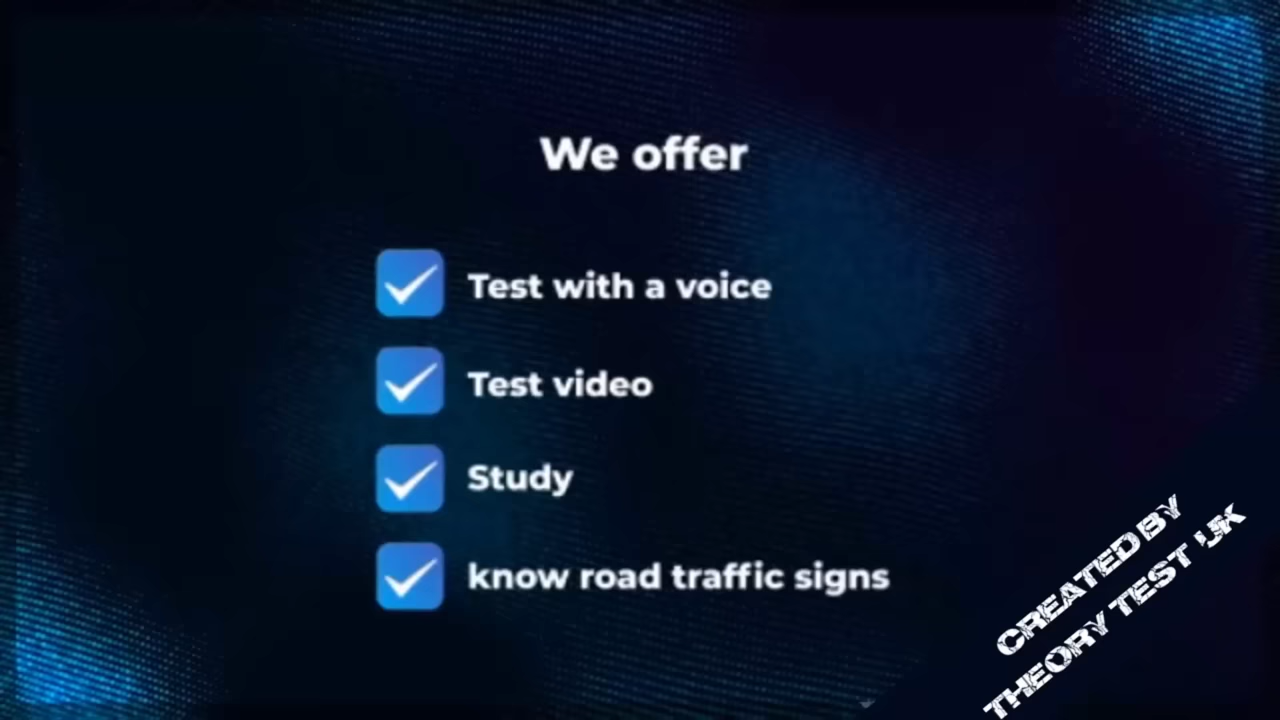 We offer
Test with a voice
Test video
Study
know road traffic signs
CREATED BY
THEORY TEST UK